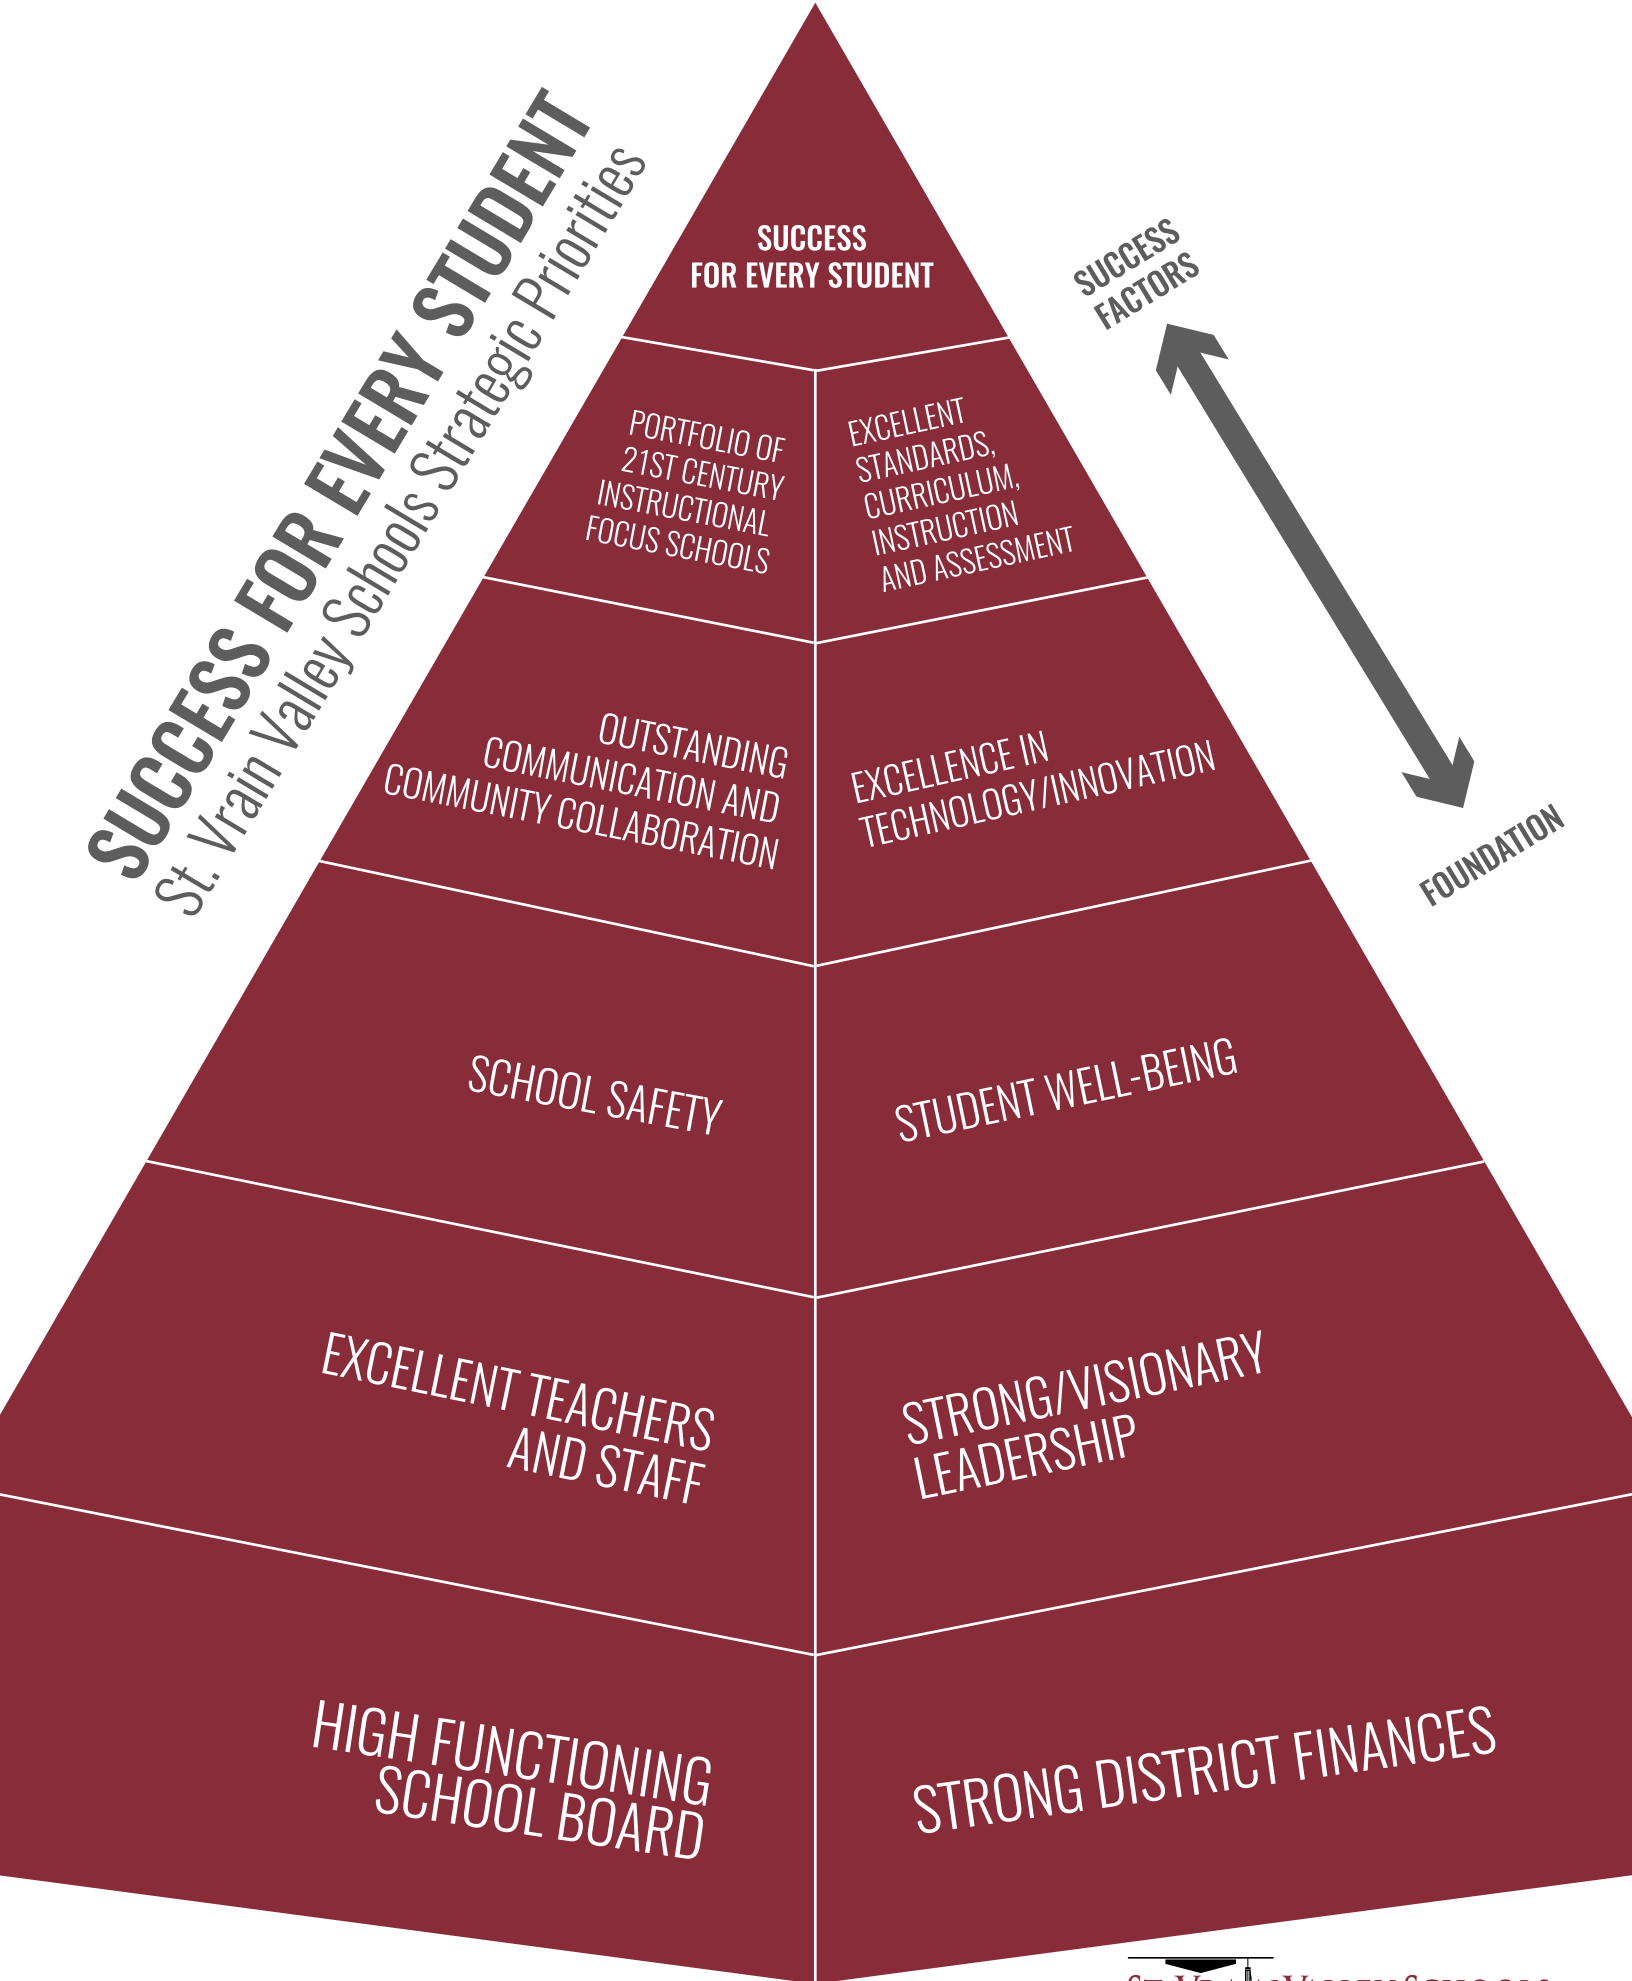 SUCCESS FOR EVERY STUDENT
St. Vrain Valley Schools Strategic Priorities
SUCCESS
FOR EVERY STUDENT
SUCCESS
FACTORS
FOUNDATION
PORTFOLIO OF
21ST CENTURY
INSTRUCTIONAL
FOCUS SCHOOLS
EXCELLENT
STANDARDS,
CURRICULUM,
INSTRUCTION
AND ASSESSMENT
OUTSTANDING
COMMUNICATION AND
COMMUNITY COLLABORATION
EXCELLENCE IN
TECHNOLOGY/INNOVATION
SCHOOL SAFETY
STUDENT WELL-BEING
EXCELLENT TEACHERS
AND STAFF
STRONG/VISIONARY
LEADERSHIP
HIGH FUNCTIONING
SCHOOL BOARD
STRONG DISTRICT FINANCES